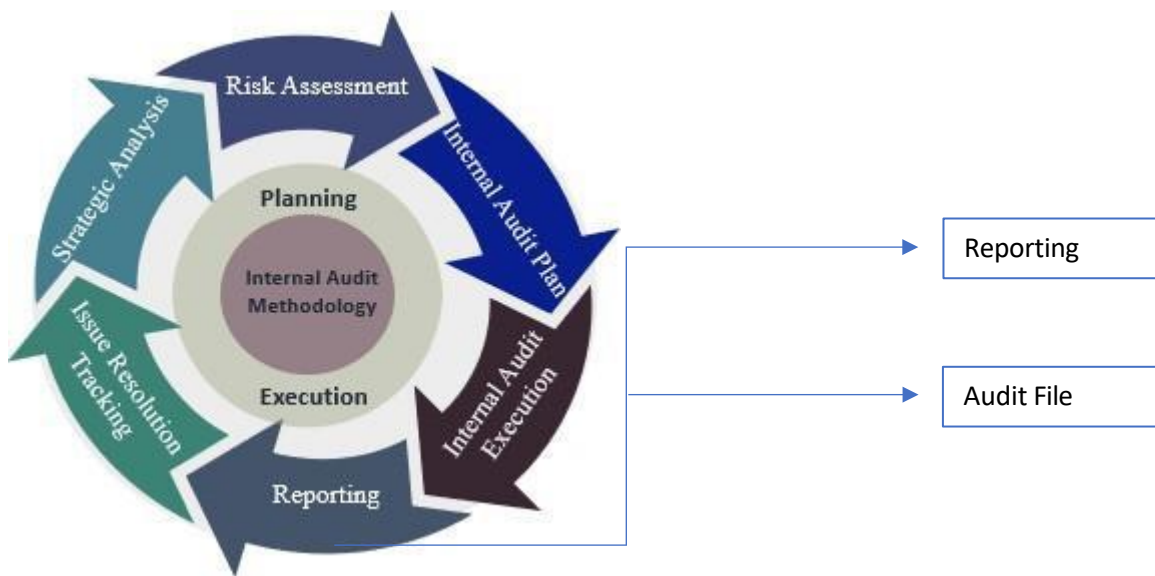 Risk Assessment
Internal Audit Plan
Internal Audit
Execution
Reporting
Issue Resolution
Tracking
Strategic Analysis
Planning
Internal Audit
Methodology
Execution
Reporting
Audit File